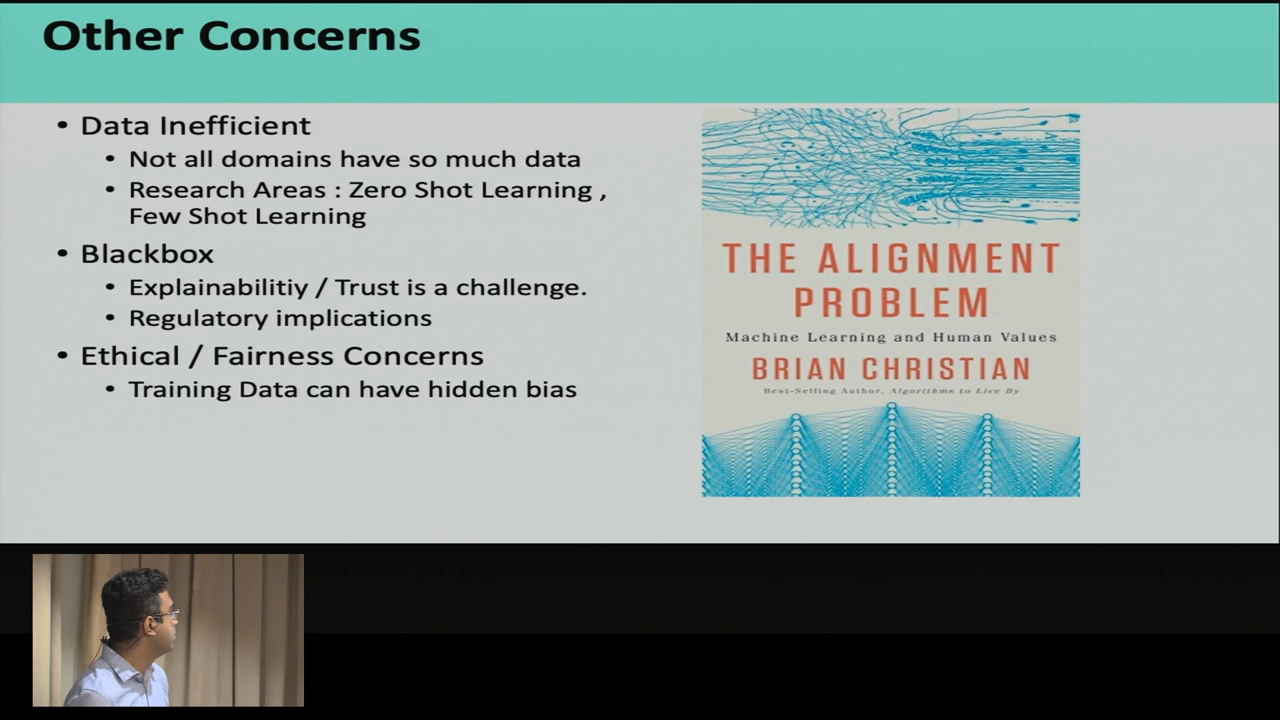 Other Concerns
• Data Inefficient
• Not all domains have so much data
• Research Areas : Zero Shot Learning ,
Few Shot Learning
• Blackbox
• Explainabilitiy / Trust is a challenge.
• Regulatory implications
• Ethical / Fairness Concerns
• Training Data can have hidden bias
THE ALIGNMENT
PROBLEM
Machine Learning and Human Values
BRIAN CHRISTIAN
Best-Selling Author, Algorithms to Live By